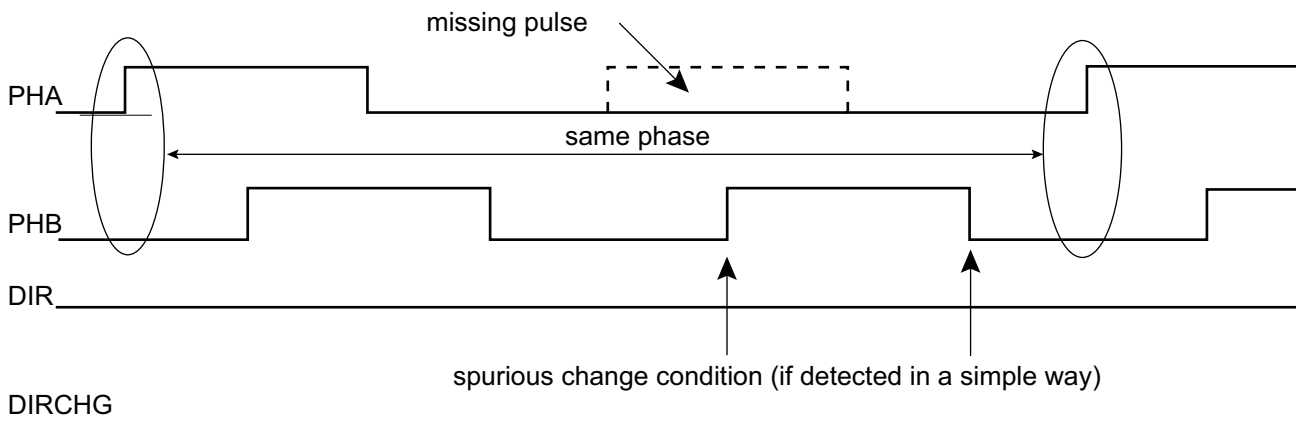 missing pulse
PHA
same phase
PHB
DIR
spurious change condition (if detected in a simple way)
DIRCHG